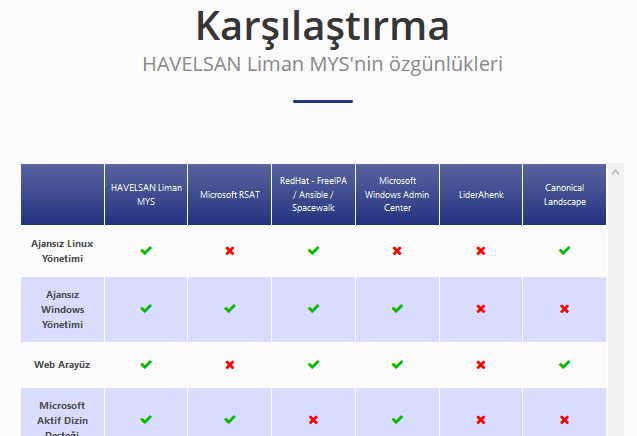 Karşılaştırma
HAVELSAN Liman MYS'nin özgünlükleri
HAVELSAN Liman
MYS
Microsoft RSAT
RedHat - FreeIPA
/ Ansible /
Spacewalk
Microsoft
Windows Admin
Center
LiderAhenk
Canonical
Landscape
Ajansız Linux
Yönetimi
Ajansız
Windows
Yönetimi
Web Arayüz
Microsoft
Aktif Dizin
Desteği